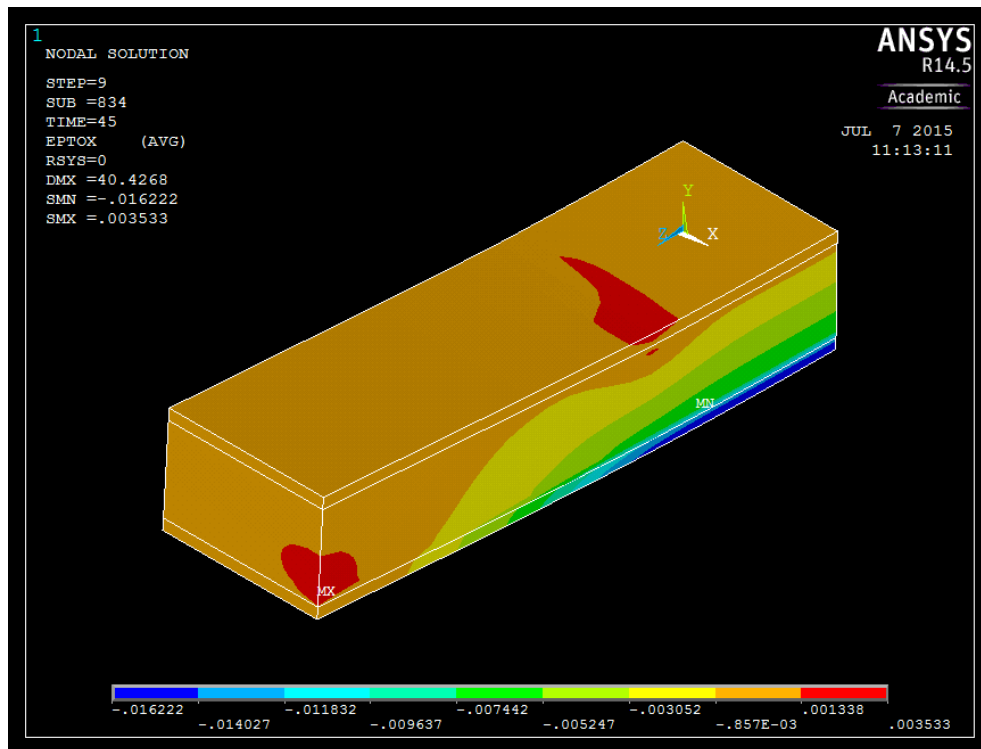 1
NODAL SOLUTION
STEP=9
SUB =834
TIME=45
EPTOX    (AVG)
RSYS=0
DMX =40.4268
SMN =-.016222
SMX =.003533
ANSYS
R14.5
Academic
JUL  7 2015
11:13:11
Y
Z X
MN
MX
-.016222 -.011832 -.007442 -.003052 .001338
-.014027 -.009637 -.005247 -.857E-03 .003533